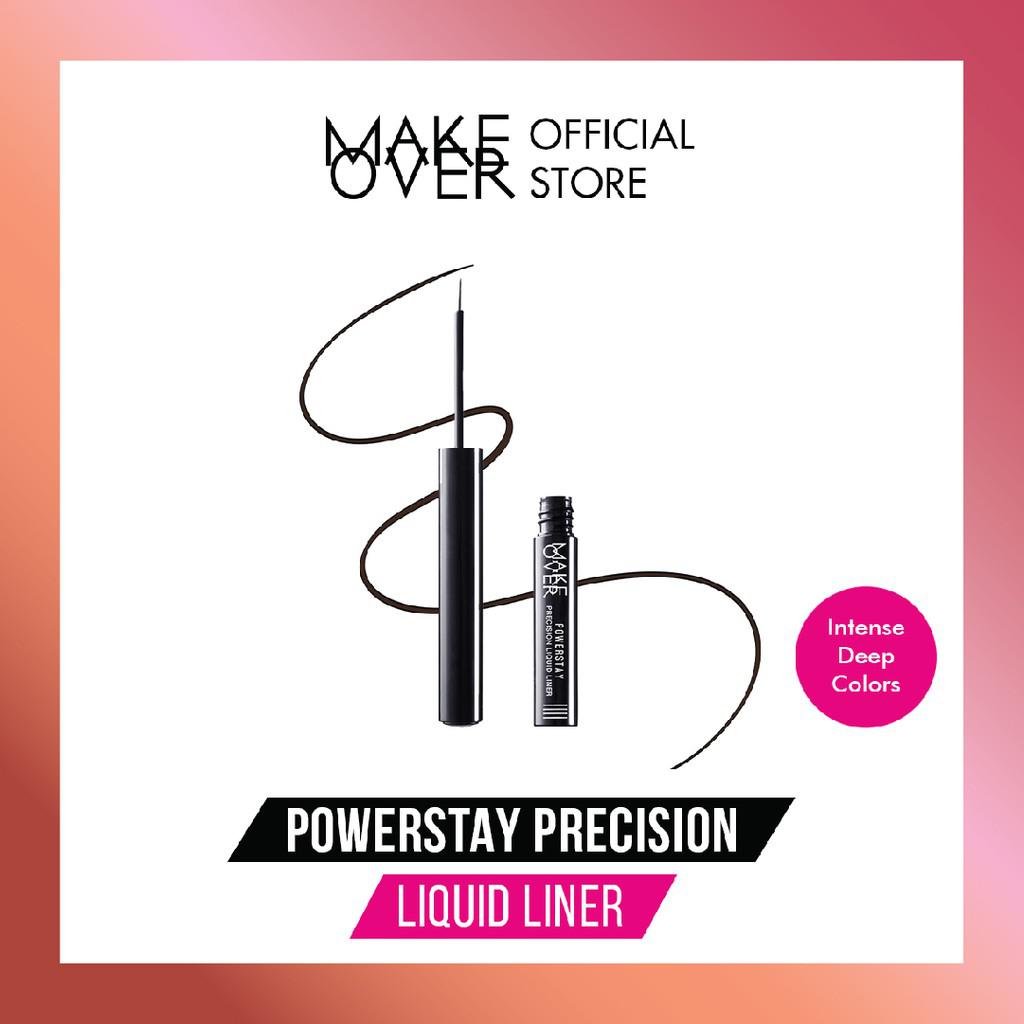 MAKE
OVER
OFFICIAL
STORE
MAKE
OVER
POWERSTAY
PRECISION LIQUID LINER
Intense
Deep
Colors
POWERSTAY PRECISION
LIQUID LINER